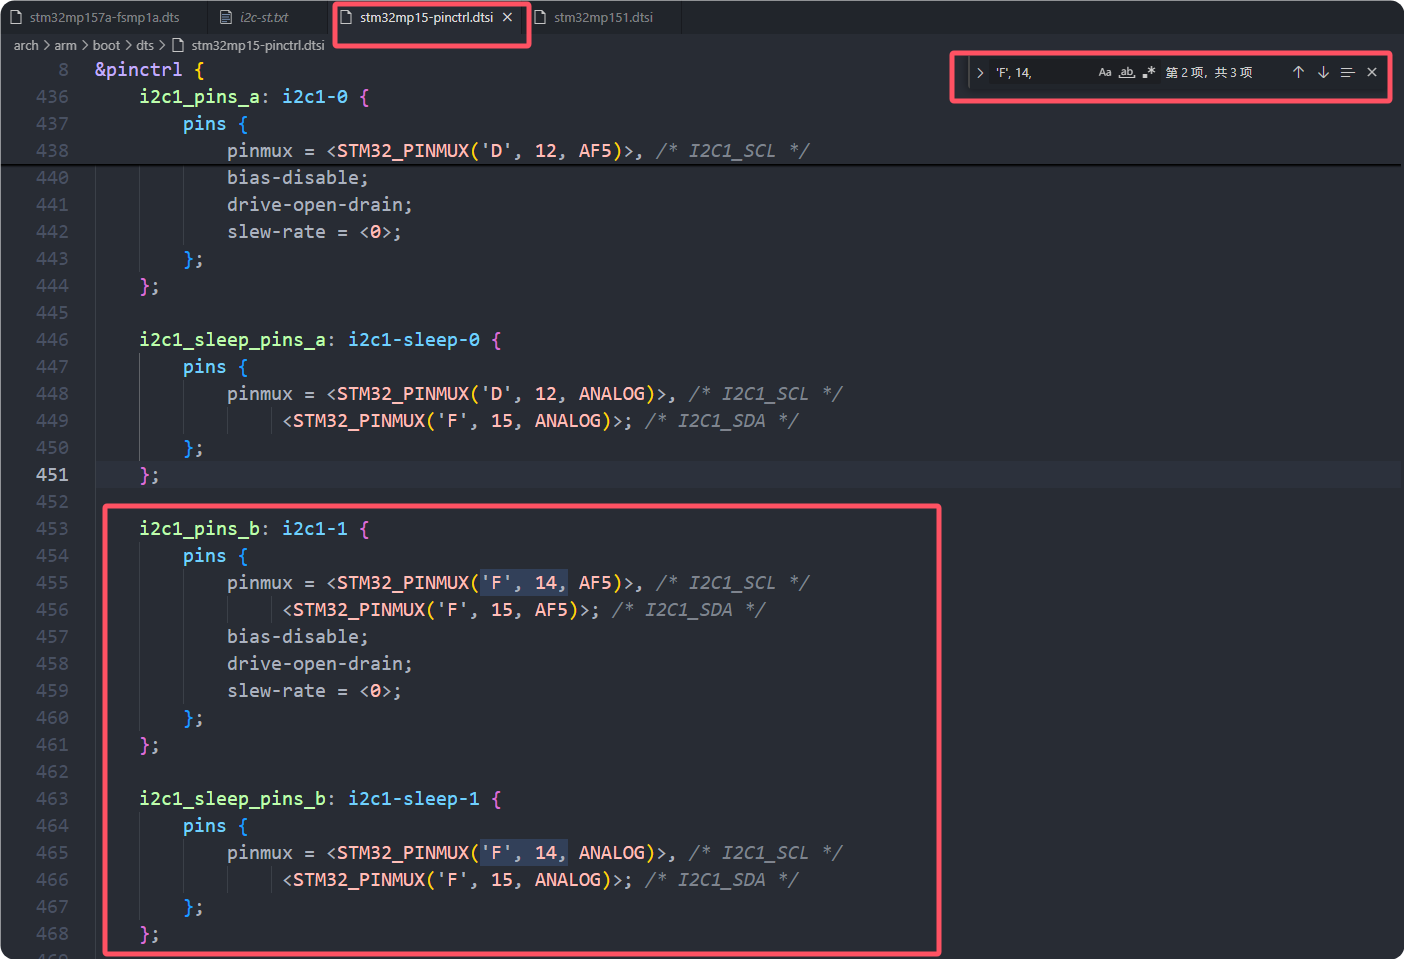 stm32mp157a-fsmp1a.dts i2c-st.txt stm32mp15-pinctrl.dtsi × stm32mp151.dtsi
arch > arm > boot > dts > stm32mp15-pinctrl.dtsi
'F', 14, Aa ab .* 第 2 项, 共 3 项
8 &pinctrl {
436 i2c1_pins_a: i2c1-0 {
437 pins {
438 pinmux = <STM32_PINMUX('D', 12, AF5)>, /* I2C1_SCL */
440 bias-disable;
441 drive-open-drain;
442 slew-rate = <0>;
443 };
444 };
445
446 i2c1_sleep_pins_a: i2c1-sleep-0 {
447 pins {
448 pinmux = <STM32_PINMUX('D', 12, ANALOG)>, /* I2C1_SCL */
449 <STM32_PINMUX('F', 15, ANALOG)>; /* I2C1_SDA */
450 };
451 };
452
453 i2c1_pins_b: i2c1-1 {
454 pins {
455 pinmux = <STM32_PINMUX('F', 14, AF5)>, /* I2C1_SCL */
456 <STM32_PINMUX('F', 15, AF5)>; /* I2C1_SDA */
457 bias-disable;
458 drive-open-drain;
459 slew-rate = <0>;
460 };
461 };
462
463 i2c1_sleep_pins_b: i2c1-sleep-1 {
464 pins {
465 pinmux = <STM32_PINMUX('F', 14, ANALOG)>, /* I2C1_SCL */
466 <STM32_PINMUX('F', 15, ANALOG)>; /* I2C1_SDA */
467 };
468 };